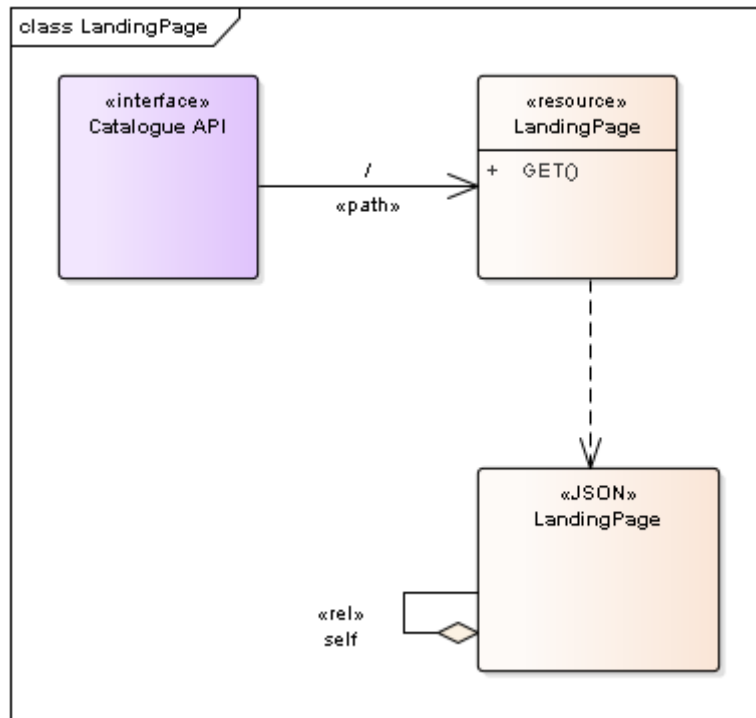 class LandingPage
«interface»
Catalogue API
«resource»
LandingPage
+ GET()
/
«path»
«JSON»
LandingPage
«rel»
self